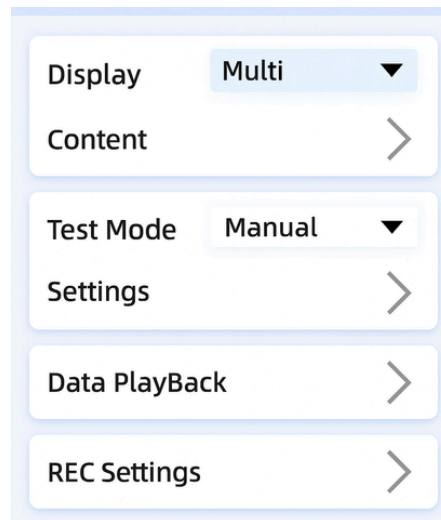 Display Multi
Content
Test Mode Manual
Settings
Data PlayBack
REC Settings